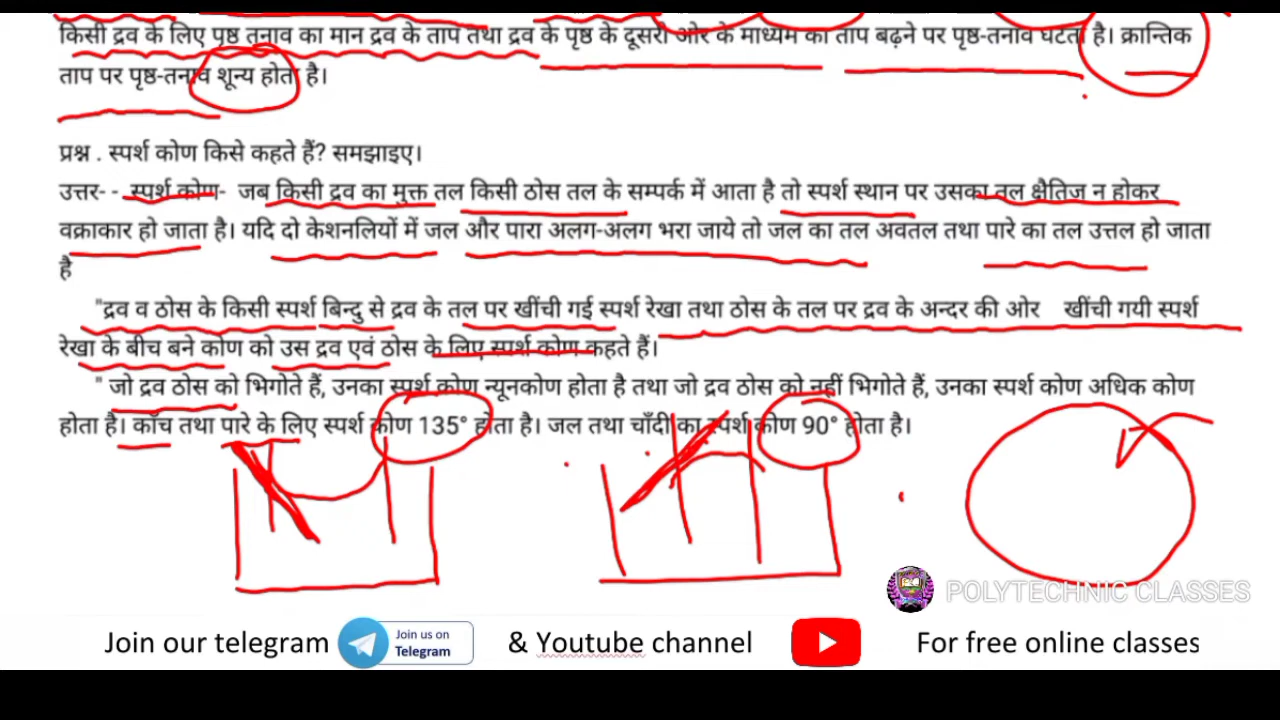 किसी द्रव के लिए पृष्ठ तनाव का मान द्रव के ताप तथा द्रव के पृष्ठ के दूसरी ओर के माध्यम का ताप बढ़ने पर पृष्ठ-तनाव घटता है। क्रान्तिक
ताप पर पृष्ठ-तनाव शून्य होता है।
प्रश्न . स्पर्श कोण किसे कहते हैं? समझाइए।
उत्तर- - स्पर्श कोण- जब किसी द्रव का मुक्त तल किसी ठोस तल के सम्पर्क में आता है तो स्पर्श स्थान पर उसका तल क्षैतिज न होकर
वक्राकार हो जाता है। यदि दो केशनलियों में जल और पारा अलग-अलग भरा जाये तो जल का तल अवतल तथा पारे का तल उत्तल हो जाता
है
"द्रव व ठोस के किसी स्पर्श बिन्दु से द्रव के तल पर खींची गई स्पर्श रेखा तथा ठोस के तल पर द्रव के अन्दर की ओर खींची गयी स्पर्श
रेखा के बीच बने कोण को उस द्रव एवं ठोस के लिए स्पर्श कोण कहते हैं।
" जो द्रव ठोस को भिगोते हैं, उनका स्पर्श कोण न्यूनकोण होता है तथा जो द्रव ठोस को नहीं भिगोते हैं, उनका स्पर्श कोण अधिक कोण
होता है। काँच तथा पारे के लिए स्पर्श कोण 135° होता है। जल तथा चाँदी का स्पर्श कोण 90° होता है।
POLYTECHNIC CLASSES
Join our telegram Join us on Telegram & Youtube channel For free online classes